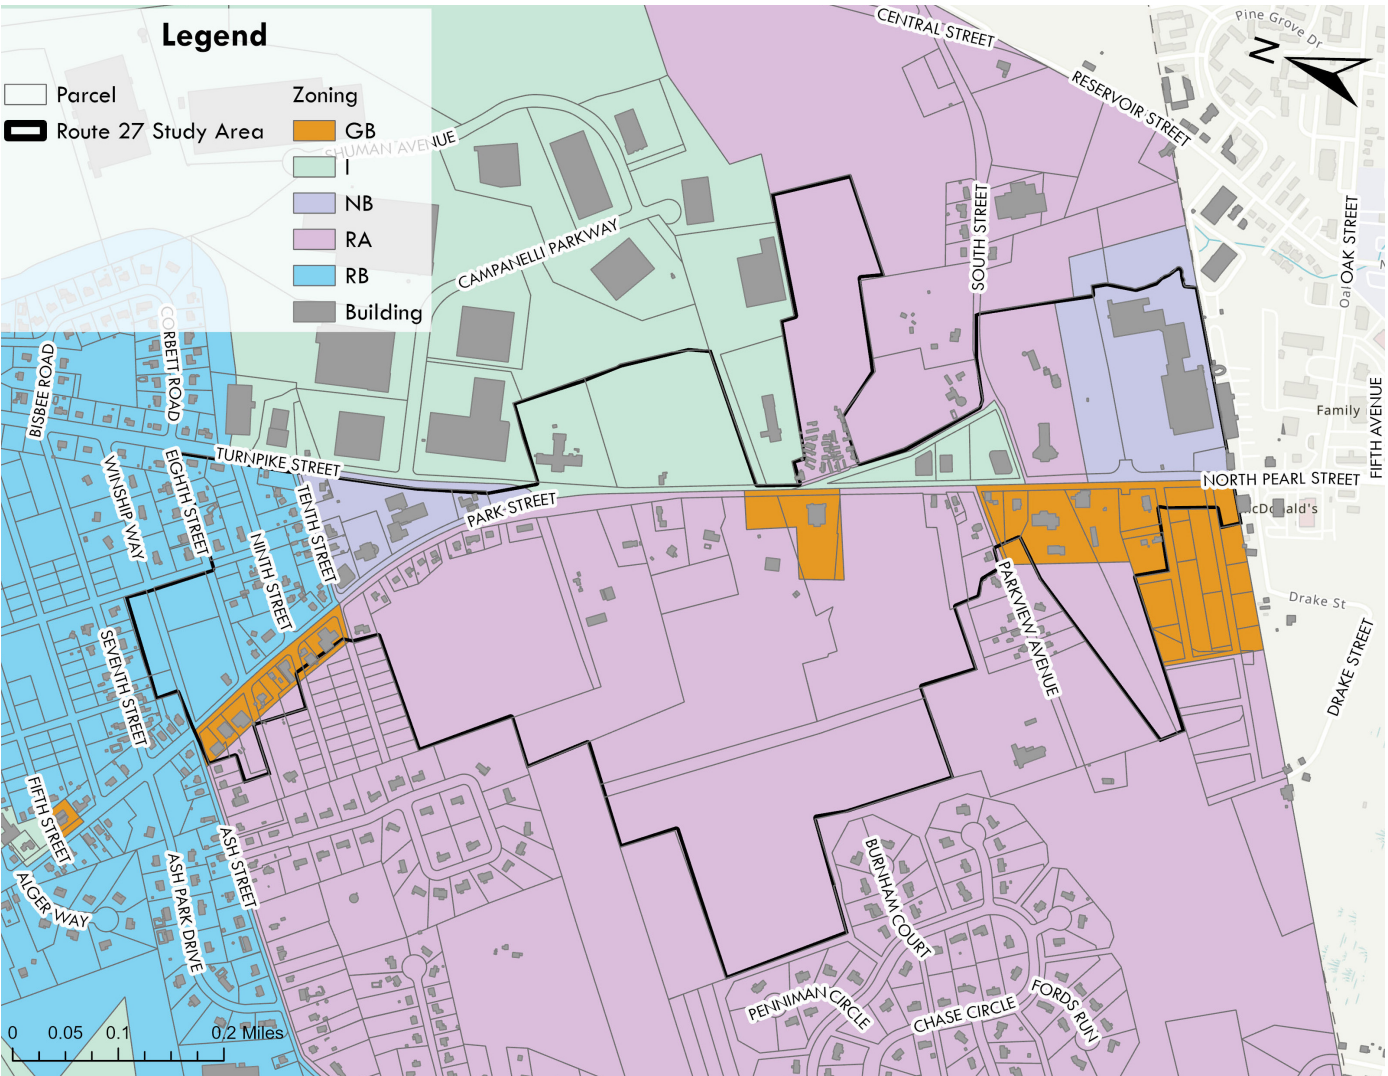 Legend
Parcel
Route 27 Study Area
Zoning
GB
I
NB
RA
RB
Building
CENTRAL STREET
RESERVOIR STREET
Pine Grove Dr
N
SHUMAN AVENUE
CAMPANELLI PARKWAY
SOUTH STREET
OAK STREET
Oa
N
BISBEE ROAD
CORBETT ROAD
TURNPIKE STREET
PARK STREET
NORTH PEARL STREET
FIFTH AVENUE
Family
McDonald's
WINSHIP WAY
EIGHTH STREET
TENTH STREET
NINTH STREET
SEVENTH STREET
PARKVIEW AVENUE
Drake St
DRAKE STREET
FIFTH STREET
ALGER WAY
ASH STREET
ASH PARK DRIVE
BURNHAM COURT
PENNIMAN CIRCLE
CHASE CIRCLE
FORDS RUN
0 0.05 0.1 0.2 Miles